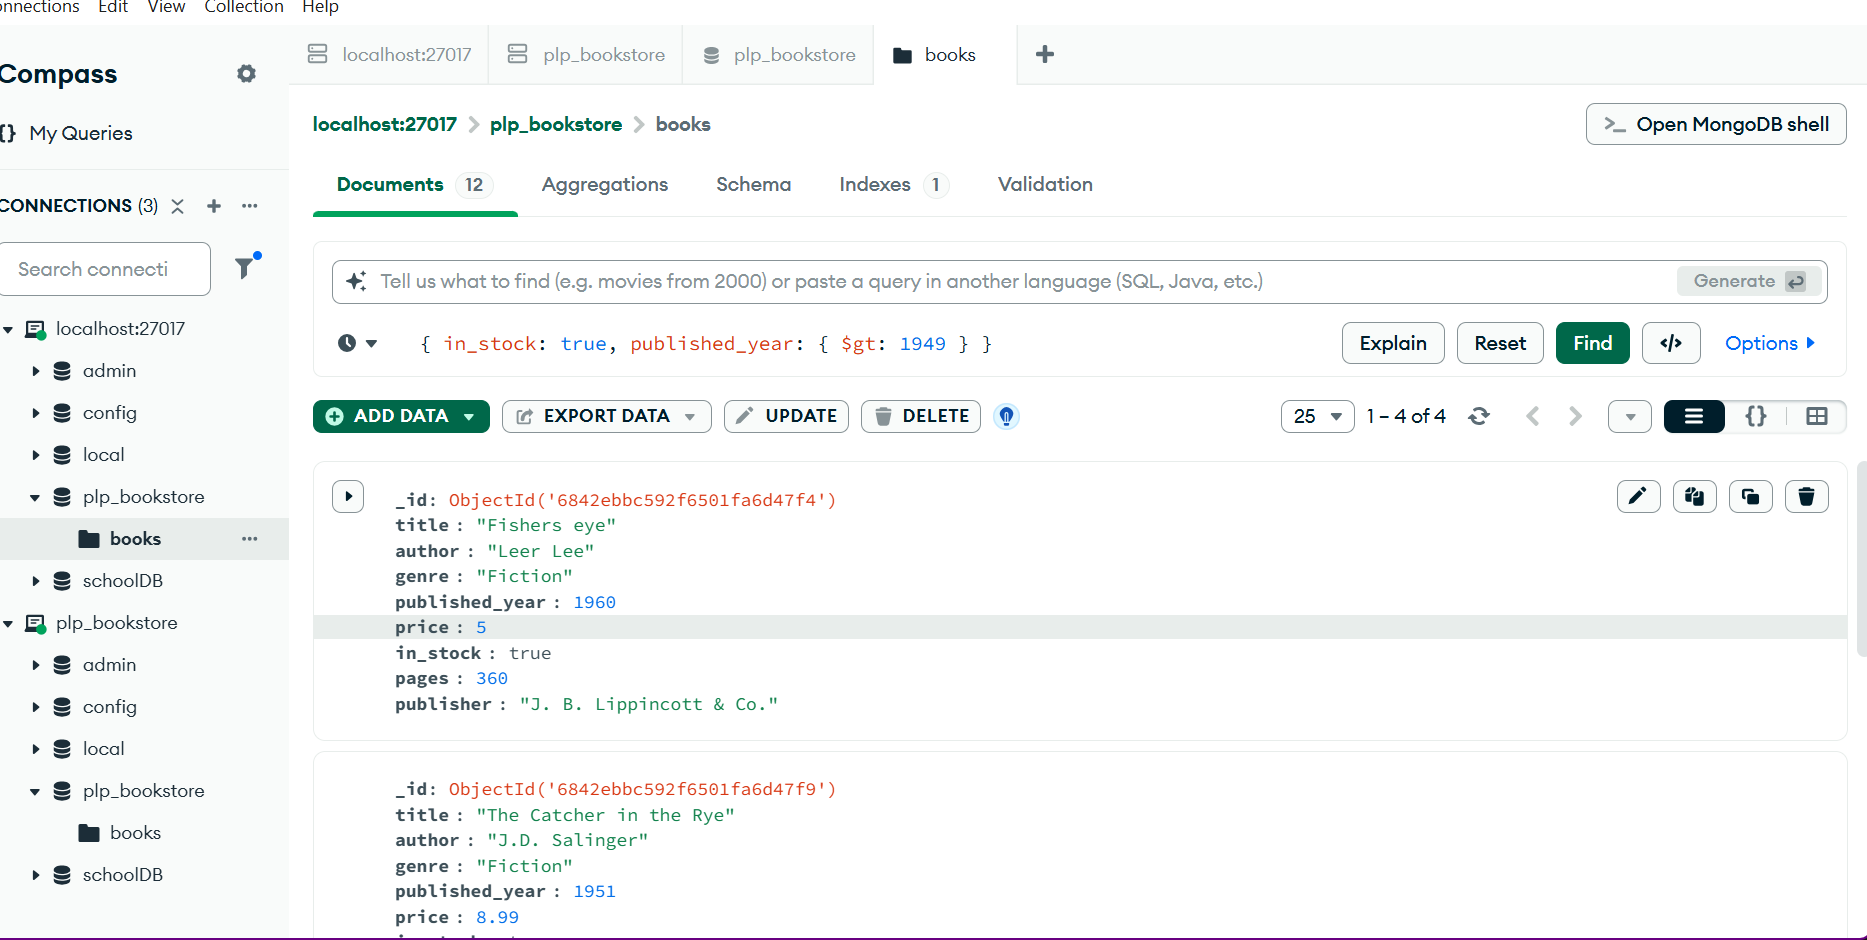 onnections Edit View Collection Help
Compass
My Queries
CONNECTIONS (3)
Search connecti
localhost:27017
admin
config
local
plp_bookstore
books
schoolDB
plp_bookstore
admin
config
local
plp_bookstore
books
schoolDB
localhost:27017 plp_bookstore plp_bookstore books
localhost:27017 > plp_bookstore > books
>_ Open MongoDB shell
Documents 12 Aggregations Schema Indexes 1 Validation
Tell us what to find (e.g. movies from 2000) or paste a query in another language (SQL, Java, etc.) Generate
{ in_stock: true, published_year: { $gt: 1949 } } Explain Reset Find </> Options
ADD DATA EXPORT DATA UPDATE DELETE 25 1 – 4 of 4 {}
_id: ObjectId('6842ebbc592f6501fa6d47f4')
title : "Fishers eye"
author : "Leer Lee"
genre : "Fiction"
published_year : 1960
price : 5
in_stock : true
pages : 360
publisher : "J. B. Lippincott & Co."
_id: ObjectId('6842ebbc592f6501fa6d47f9')
title : "The Catcher in the Rye"
author : "J.D. Salinger"
genre : "Fiction"
published_year : 1951
price : 8.99